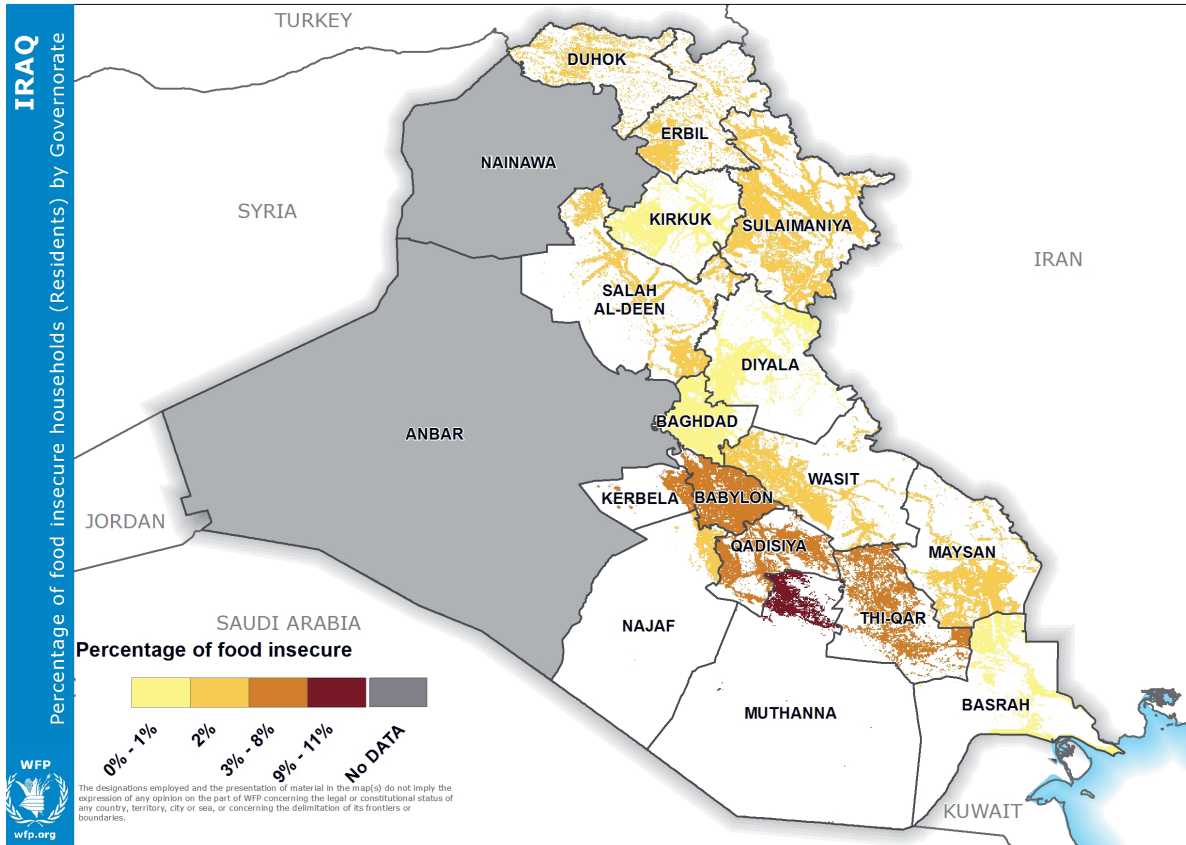 IRAQ
Percentage of food insecure households (Residents) by Governorate
TURKEY
DUHOK
ERBIL
NAINAWA
SYRIA
KIRKUK
SULAIMANIYA
IRAN
SALAH
AL-DEEN
DIYALA
BAGHDAD
ANBAR
WASIT
KERBELA
BABYLON
JORDAN
QADISIYA
MAYSAN
SAUDI ARABIA
NAJAF
THI-QAR
MUTHANNA
BASRAH
KUWAIT
Percentage of food insecure
0% - 1%
2%
3% - 8%
9% - 11%
No DATA
The designations employed and the presentation of material in the map(s) do not imply the
expression of any opinion on the part of WFP concerning the legal or constitutional status of
any country, territory, city or sea, or concerning the delimitation of its frontiers or
boundaries.
WFP
wfp.org